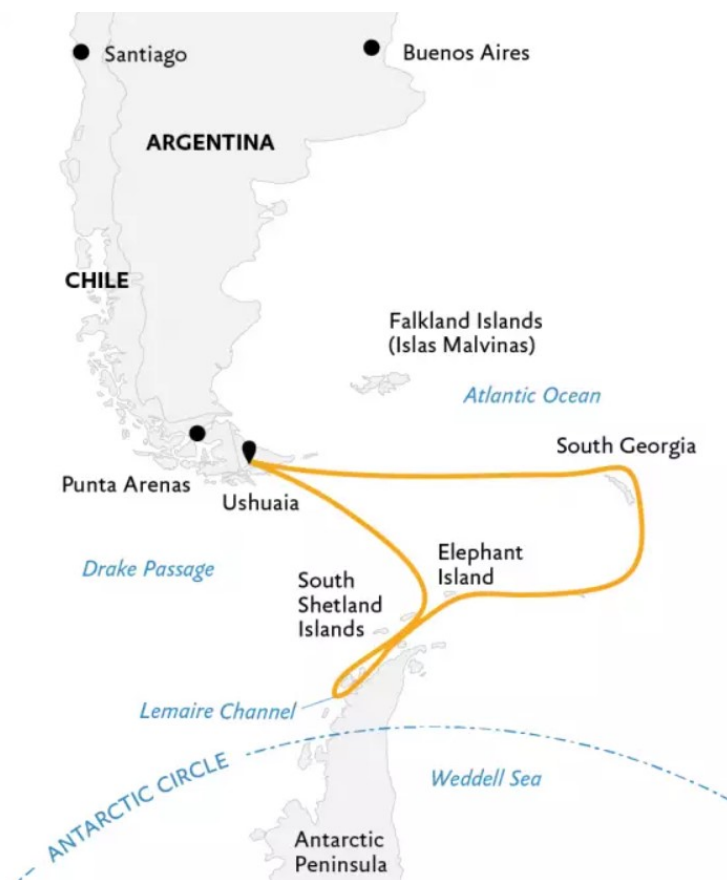 Santiago
Buenos Aires
ARGENTINA
CHILE
Falkland Islands
(Islas Malvinas)
Atlantic Ocean
South Georgia
Punta Arenas
Ushuaia
Elephant
Island
Drake Passage
South
Shetland
Islands
Lemaire Channel
ANTARCTIC CIRCLE
Weddell Sea
Antarctic
Peninsula